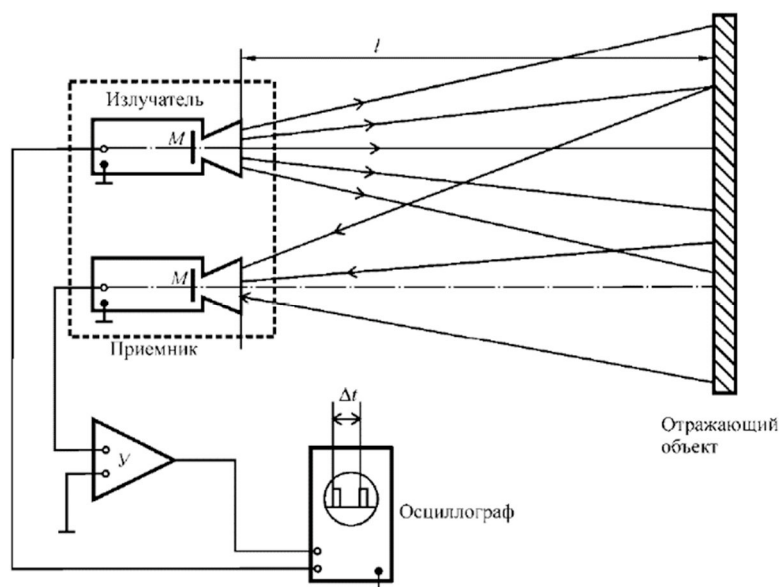 l
Излучатель
M
M
Приемник
Δt
У
Отражающий
объект
Осциллограф